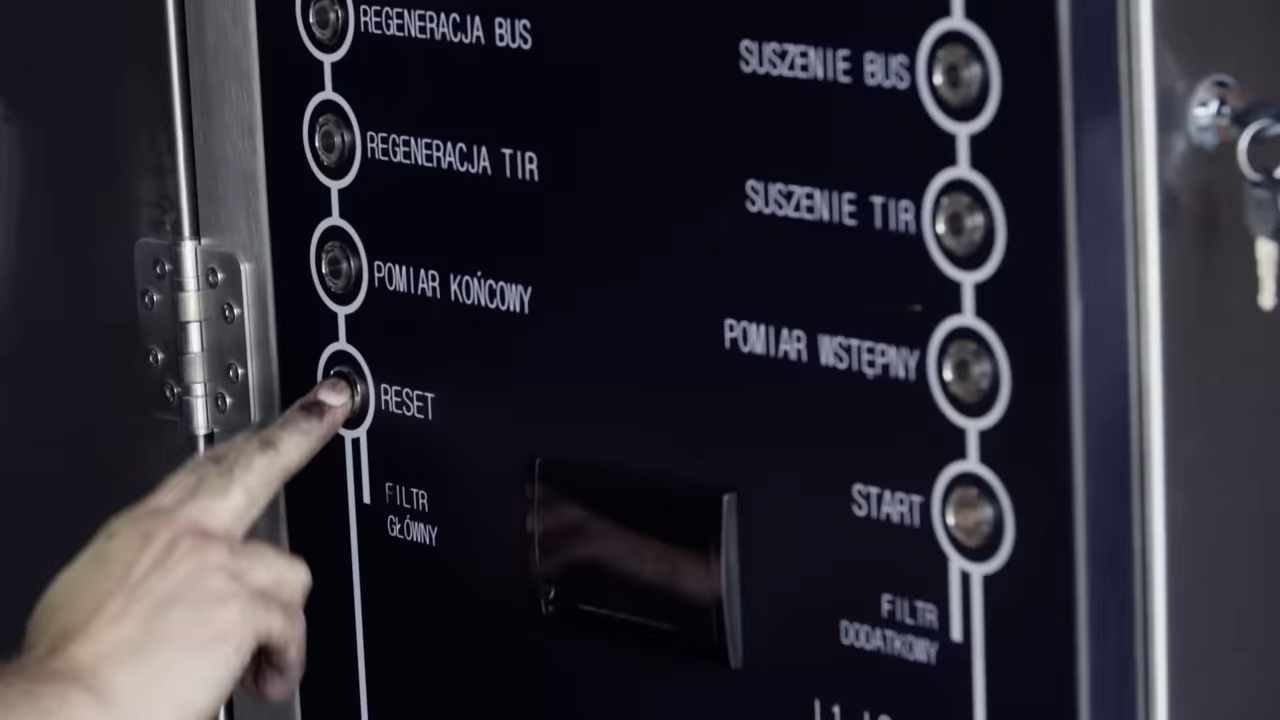 REGENERACJA BUS
REGENERACJA TIR
POMIAR KOŃCOWY
RESET
FILTR
GŁÓWNY
SUSZENIE BUS
SUSZENIE TIR
POMIAR WSTĘPNY
START
FILTR
DODATKOWY